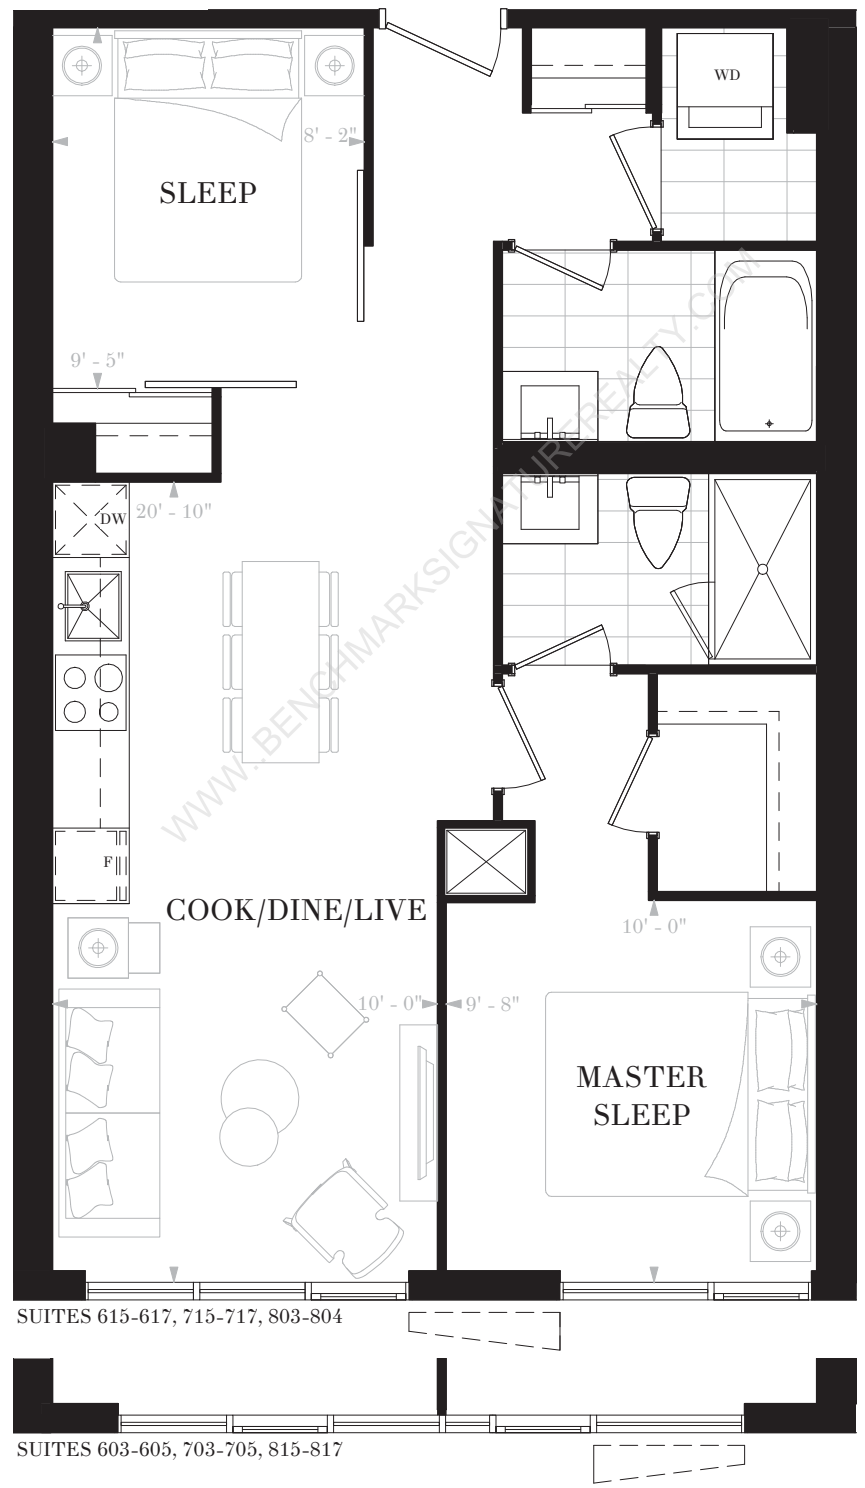 WD
8' - 2"
SLEEP
9' - 5"
DW
20' - 10"
WWW..BENCHMARKSIGNATUREREALTY.COM
F
COOK/DINE/LIVE
10' - 0"
10' - 0"
9' - 8"
MASTER
SLEEP
SUITES 615-617, 715-717, 803-804
SUITES 603-605, 703-705, 815-817